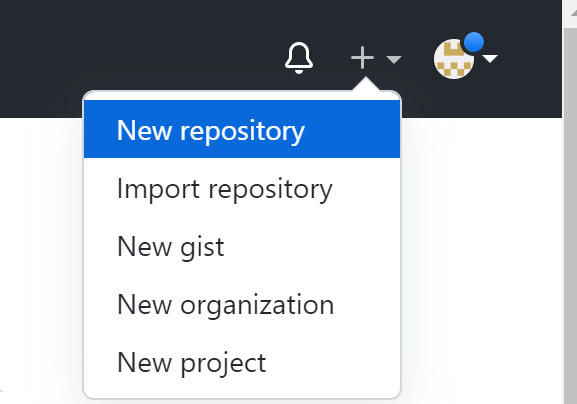 New repository
Import repository
New gist
New organization
New project